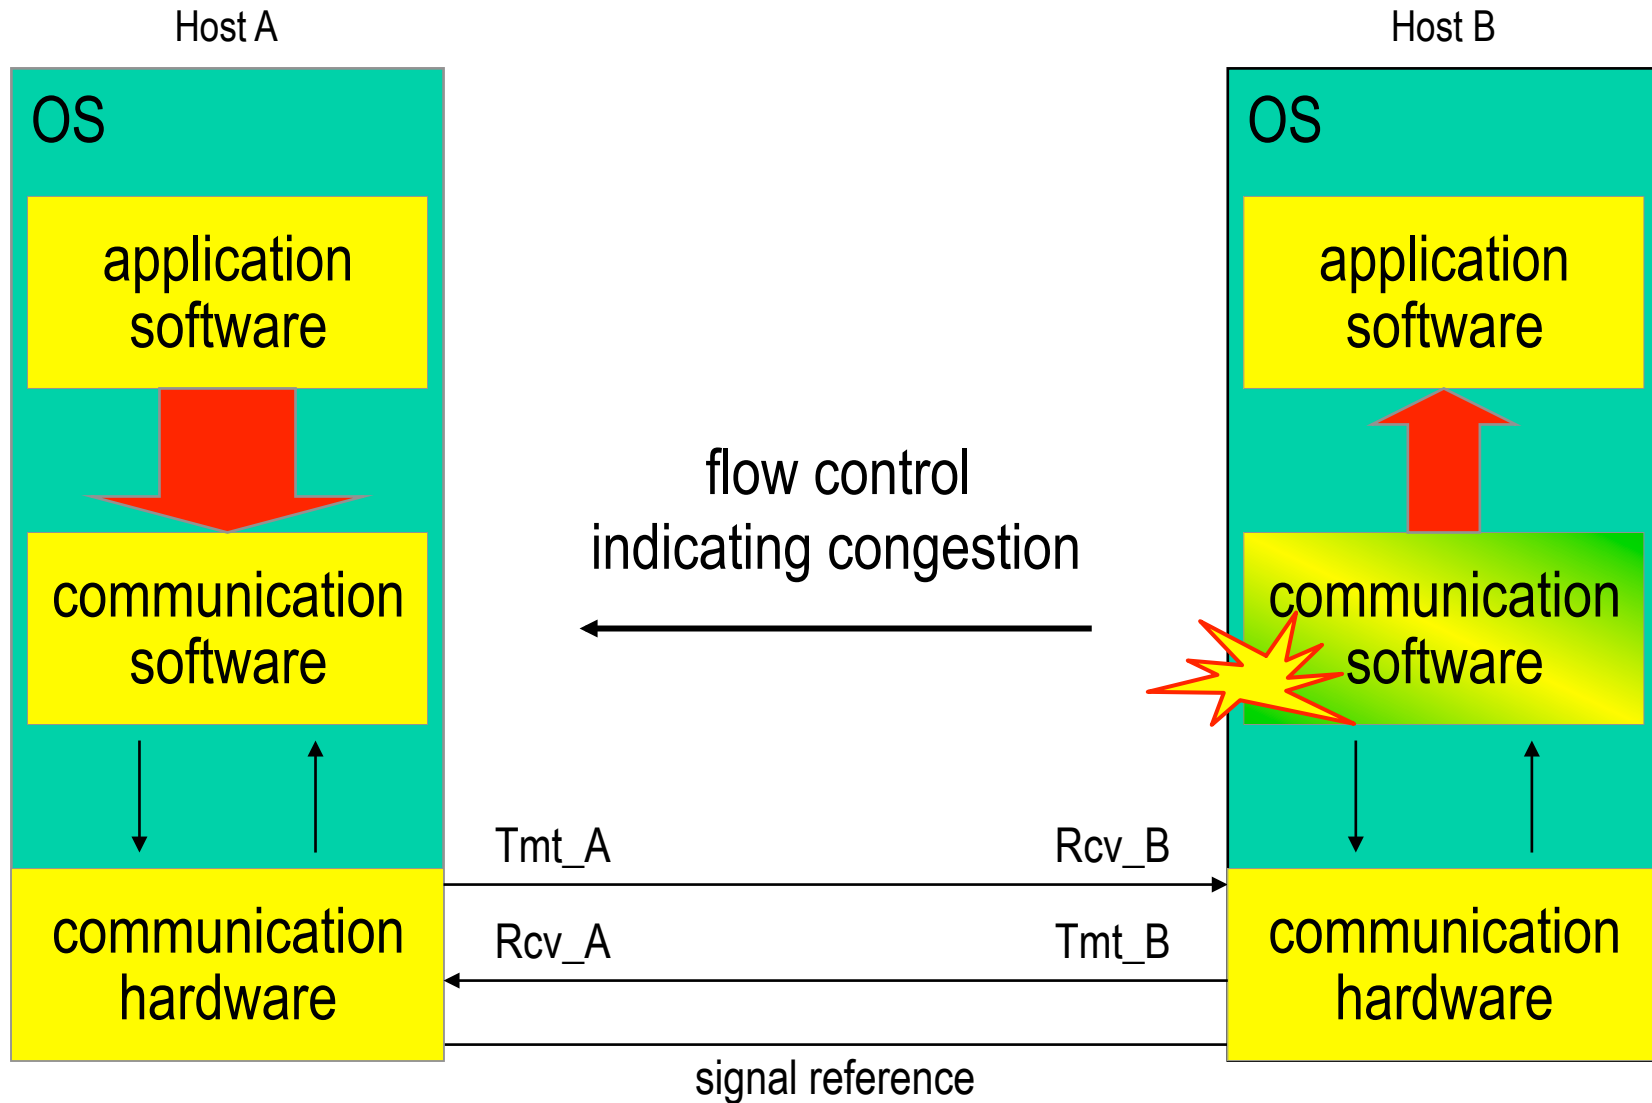 Host A
Host B
OS
OS
application
software
application
software
flow control
indicating congestion
communication
software
communication
software
Tmt_A
Rcv_B
Rcv_A
Tmt_B
communication
hardware
communication
hardware
signal reference